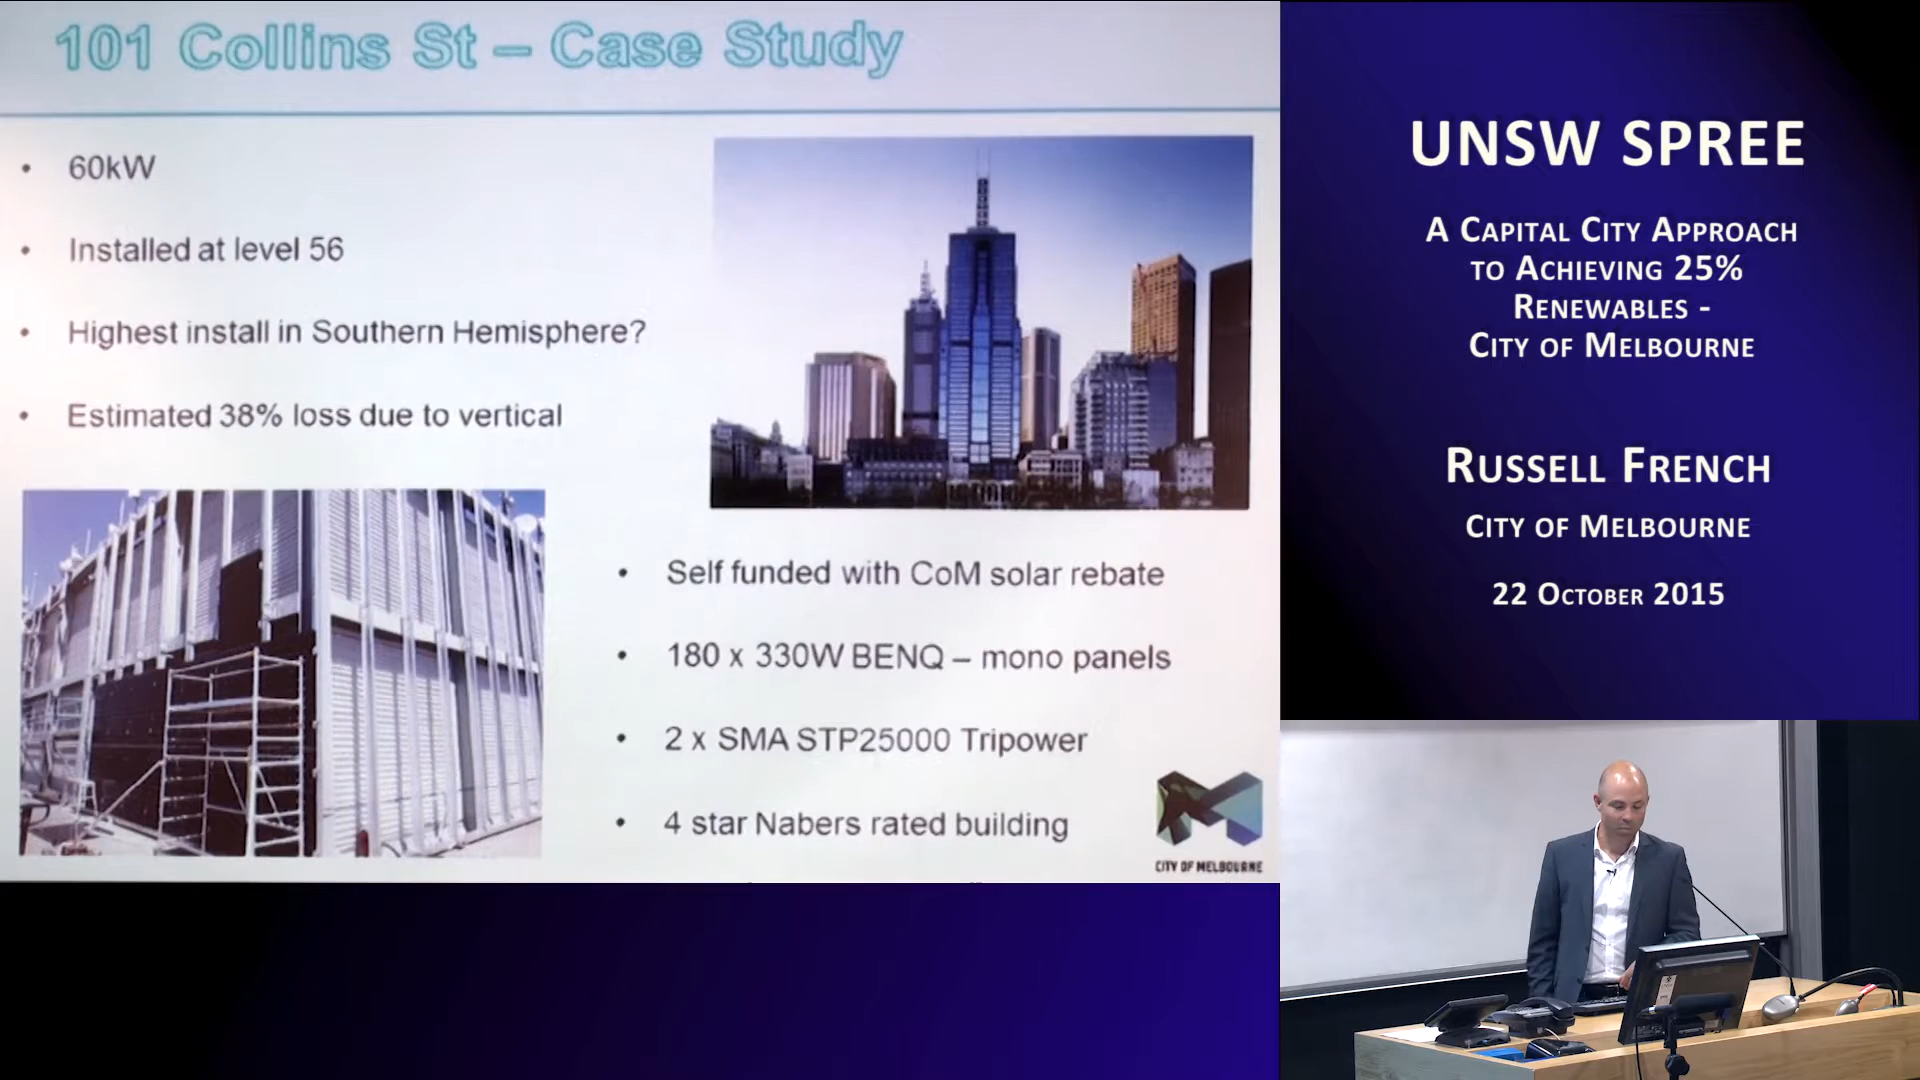 101 Collins St – Case Study
• 60kW
• Installed at level 56
• Highest install in Southern Hemisphere?
• Estimated 38% loss due to vertical
• Self funded with CoM solar rebate
• 180 x 330W BENQ – mono panels
• 2 x SMA STP25000 Tripower
• 4 star Nabers rated building
CITY OF MELBOURNE
UNSW SPREE
A CAPITAL CITY APPROACH
TO ACHIEVING 25%
RENEWABLES -
CITY OF MELBOURNE
RUSSELL FRENCH
CITY OF MELBOURNE
22 OCTOBER 2015